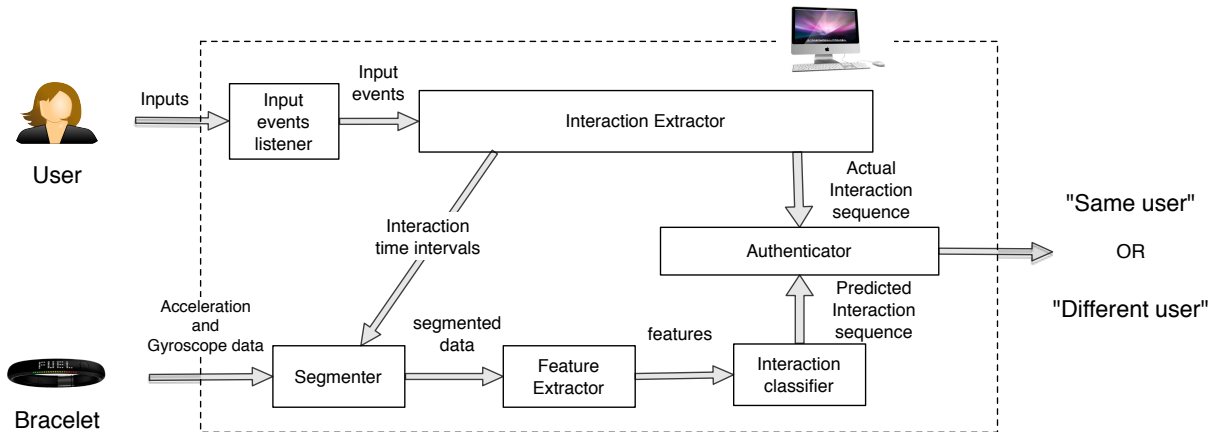 User
Inputs
Input
events
listener
Input
events
Interaction Extractor
Actual
Interaction
sequence
Interaction
time intervals
Authenticator
"Same user"
OR
"Different user"
Predicted
Interaction
sequence
Acceleration
and
Gyroscope data
FUEL
Bracelet
Segmenter
segmented
data
Feature
Extractor
features
Interaction
classifier